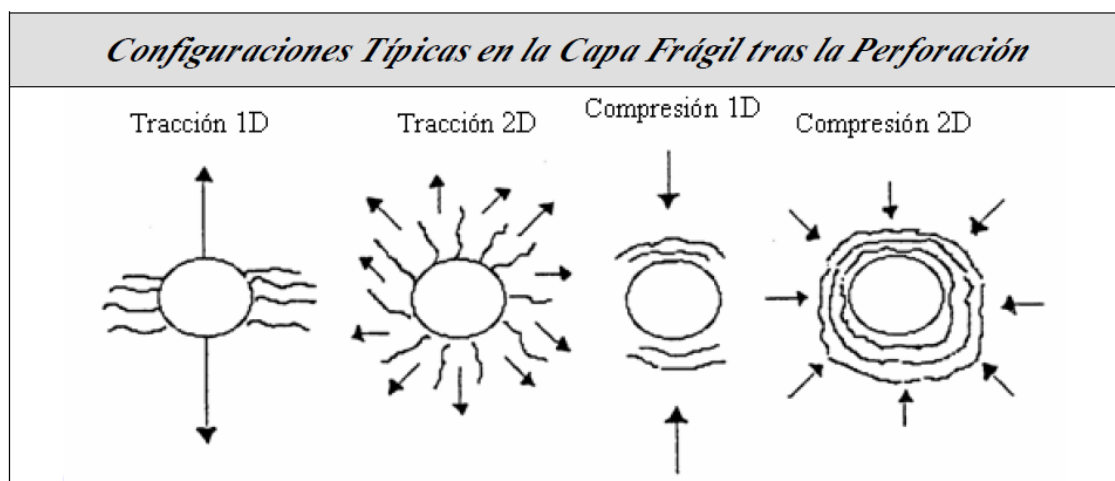 Configuraciones Típicas en la Capa Frágil tras la Perforación
Tracción 1D
Tracción 2D
Compresión 1D
Compresión 2D